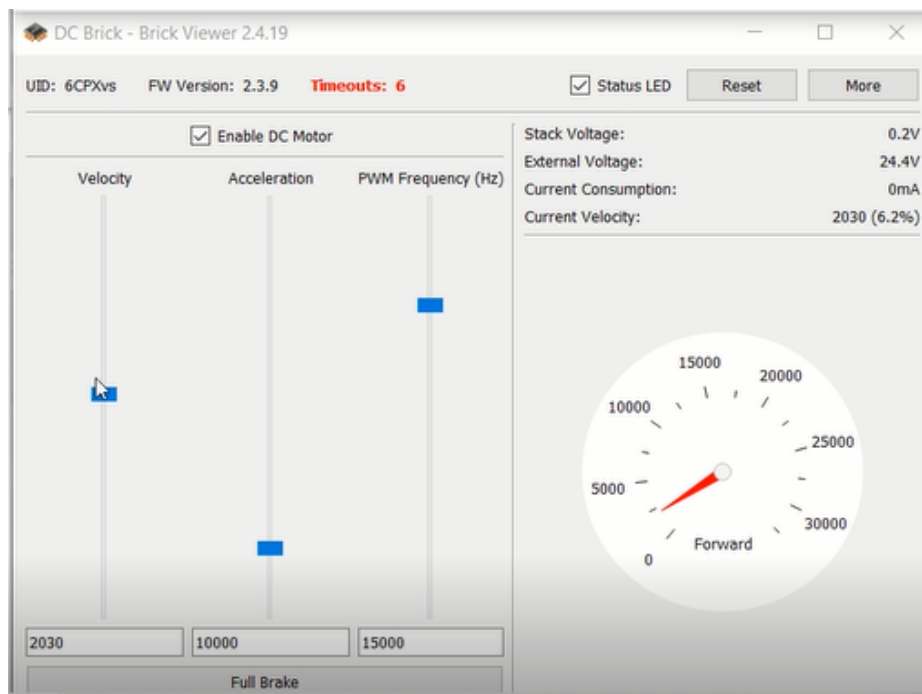 DC Brick - Brick Viewer 2.4.19
UID: 6CPXvs FW Version: 2.3.9 Timeouts: 6 Status LED Reset More
Enable DC Motor
Velocity Acceleration PWM Frequency (Hz)
2030 10000 15000
Full Brake
Stack Voltage: 0.2V
External Voltage: 24.4V
Current Consumption: 0mA
Current Velocity: 2030 (6.2%)
0
5000
10000
15000
20000
25000
30000
Forward